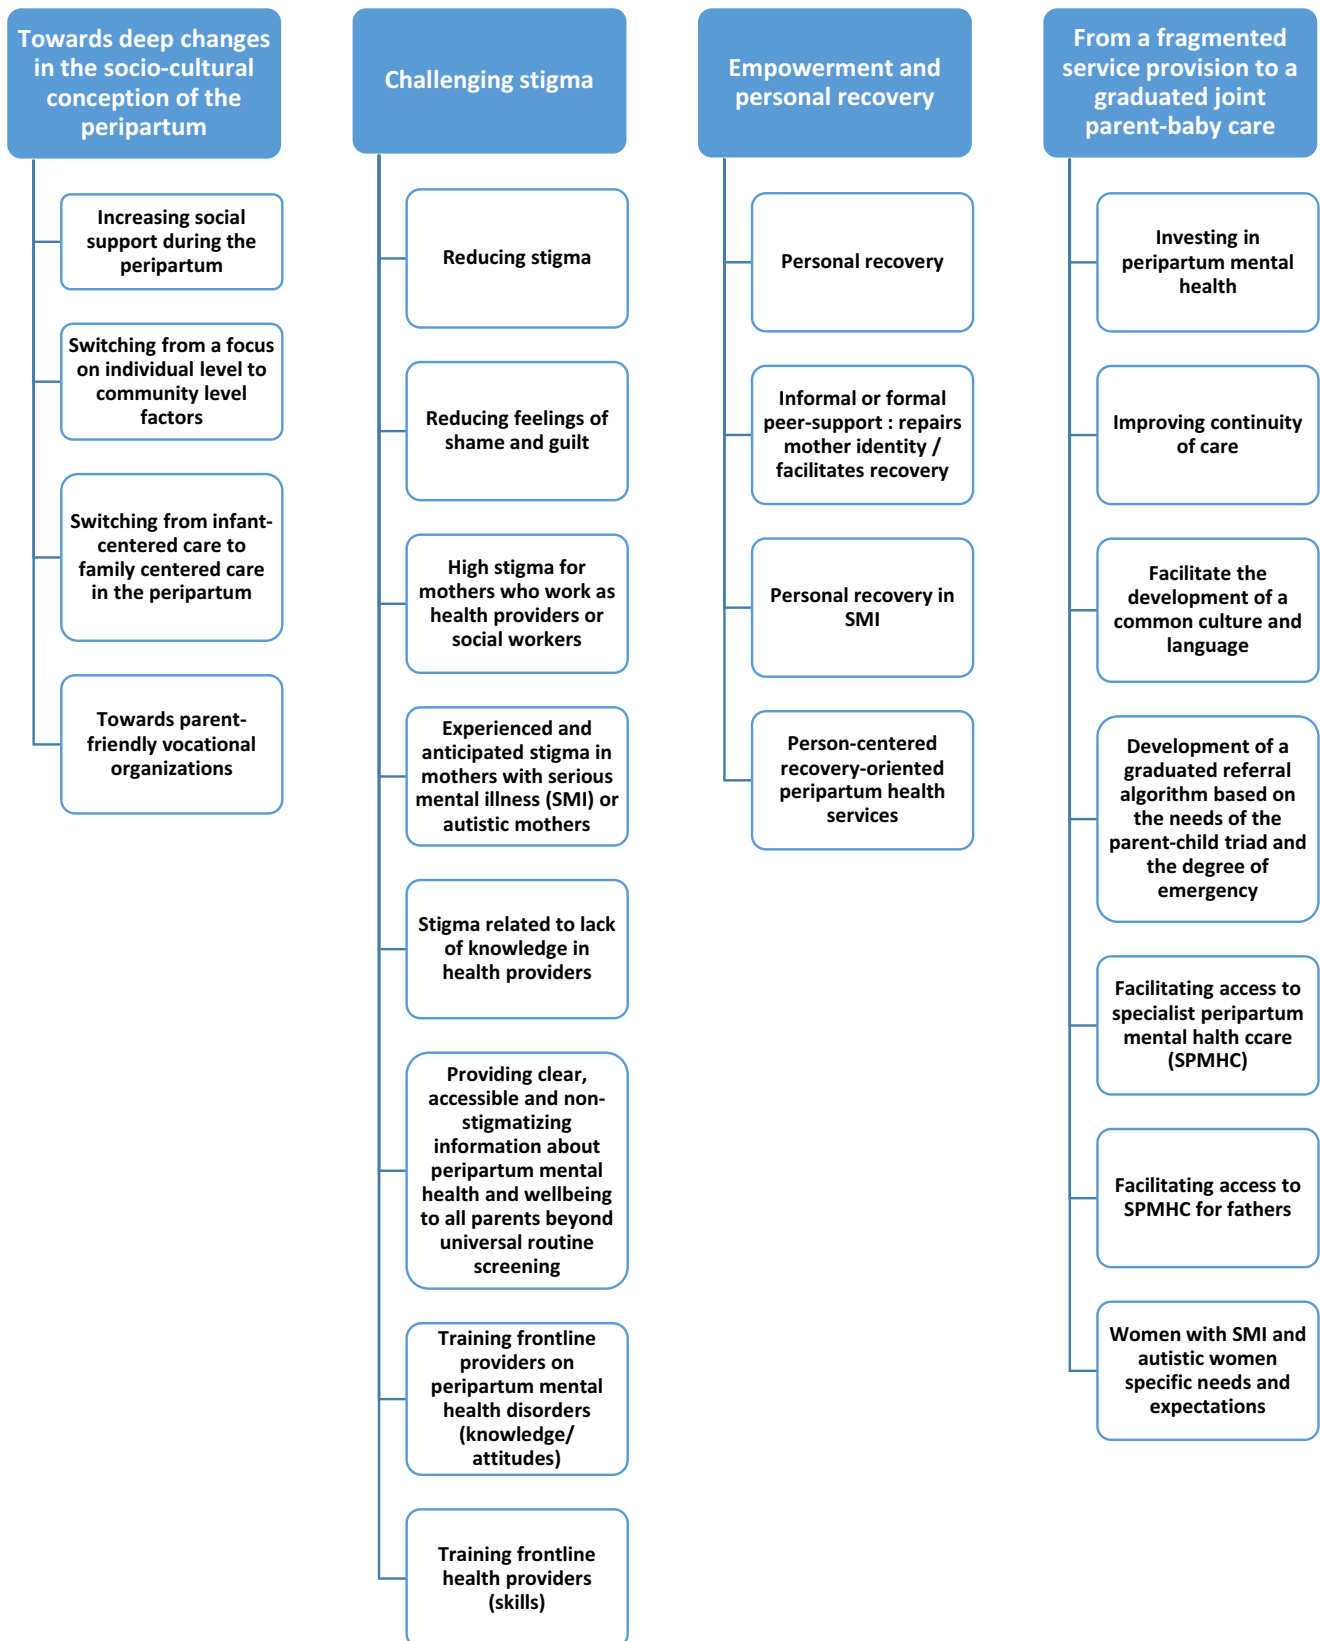 Towards deep changes
in the socio-cultural
conception of the
peripartum
Increasing social
support during the
peripartum
Switching from a focus
on individual level to
community level
factors
Switching from infant-
centered care to
family centered care
in the peripartum
Towards parent-
friendly vocational
organizations
Challenging stigma
Reducing stigma
Reducing feelings of
shame and guilt
High stigma for
mothers who work as
health providers or
social workers
Experienced and
anticipated stigma in
mothers with serious
mental illness (SMI) or
autistic mothers
Stigma related to lack
of knowledge in
health providers
Providing clear,
accessible and non-
stigmatizing
information about
peripartum mental
health and wellbeing
to all parents beyond
universal routine
screening
Training frontline
providers on
peripartum mental
health disorders
(knowledge/
attitudes)
Training frontline
health providers
(skills)
Empowerment and
personal recovery
Personal recovery
Informal or formal
peer-support : repairs
mother identity /
facilitates recovery
Personal recovery in
SMI
Person-centered
recovery-oriented
peripartum health
services
From a fragmented
service provision to a
graduated joint
parent-baby care
Investing in
peripartum mental
health
Improving continuity
of care
Facilitate the
development of a
common culture and
language
Development of a
graduated referral
algorithm based on
the needs of the
parent-child triad and
the degree of
emergency
Facilitating access to
specialist peripartum
mental halth ccare
(SPMHC)
Facilitating access to
SPMHC for fathers
Women with SMI and
autistic women
specific needs and
expectations